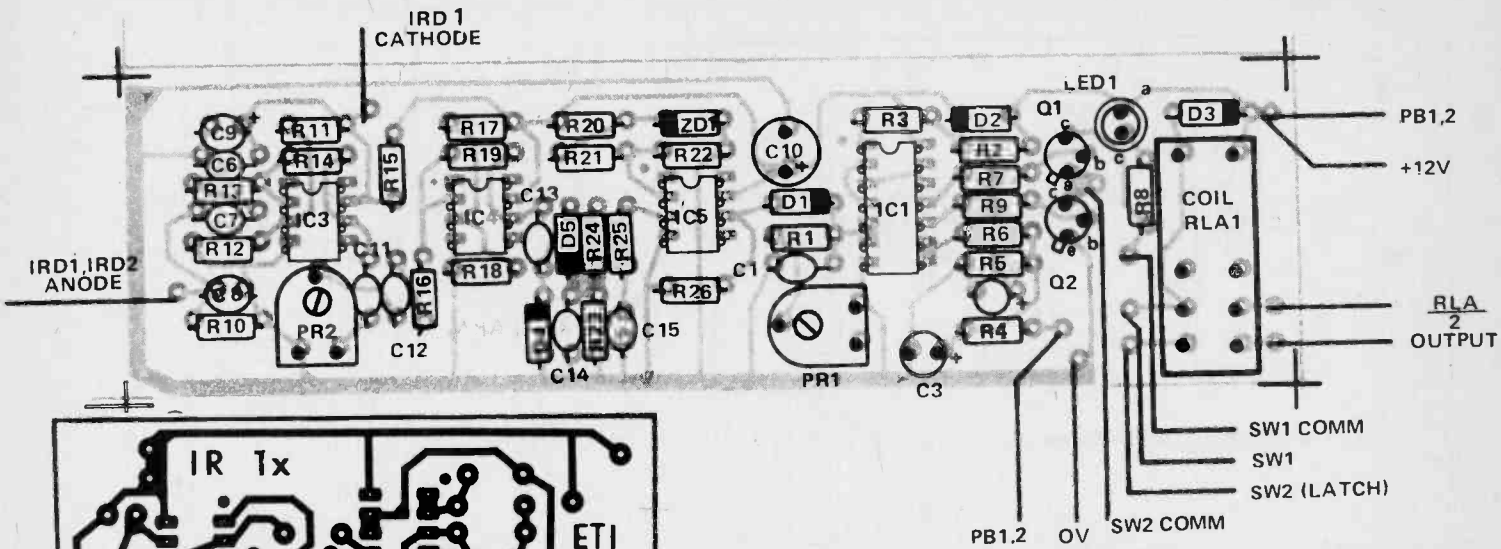 IRD 1
CATHODE
LED1
a
Q1
c
b
e
c
C9 +
R11
R17
R20
ZD1
C10
+
R3
D2
D3
PB1,2
C6
R14
R15
R19
R21
R22
R2
+12V
R13
IC3
IC4
C13
IC5
D1
IC1
R7
R8
COIL
RLA1
C7
D5
R24
R25
R1
R9
c
b
e
R12
C11
R18
C1
R6
Q2
IRD1,IRD2
ANODE
R16
R26
R5
+
R10
PR2
R23
C15
R4
RLA
2
OUTPUT
C12
C14
PR1
C3
+
SW1 COMM
SW1
SW2 (LATCH)
SW2 COMM
PB1,2
OV
IR Tx
ETI